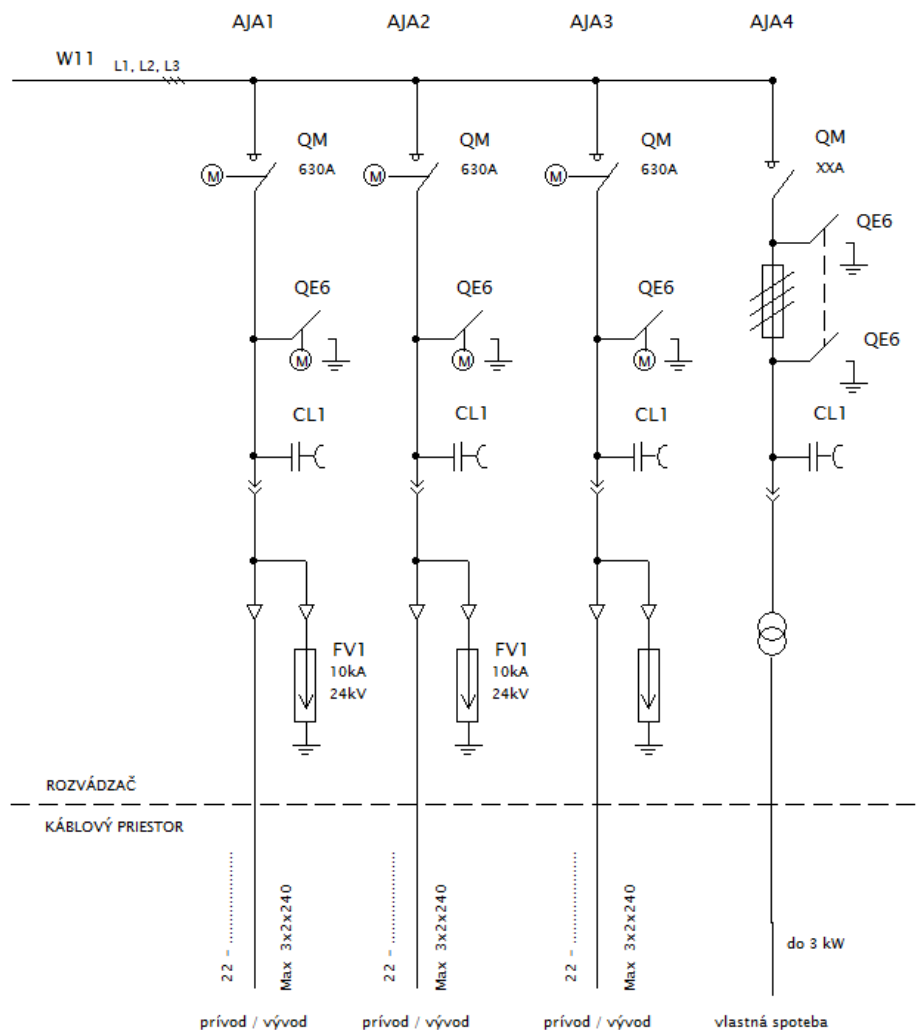 AJA1
AJA2
AJA3
AJA4
W11
L1, L2, L3
QM
630A
M
QM
630A
M
QM
630A
M
QM
XXA
QE6
QE6
QE6
M
QE6
M
QE6
M
QE6
CL1
CL1
CL1
CL1
FV1
10kA
24kV
FV1
10kA
24kV
ROZVÁDZAČ
KÁBLOVÝ PRIESTOR
22 - ....................
Max 3x2x240
22 - ....................
Max 3x2x240
22 - ....................
Max 3x2x240
do 3 kW
prívod / vývod
prívod / vývod
prívod / vývod
vlastná spoteba